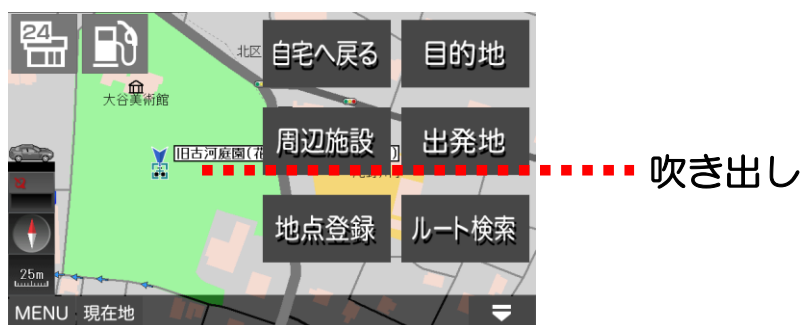 24
北区
自宅へ戻る
目的地
大谷美術館
周辺施設
出発地
旧古河庭園(花
吹き出し
地点登録
ルート検索
25m
MENU
現在地